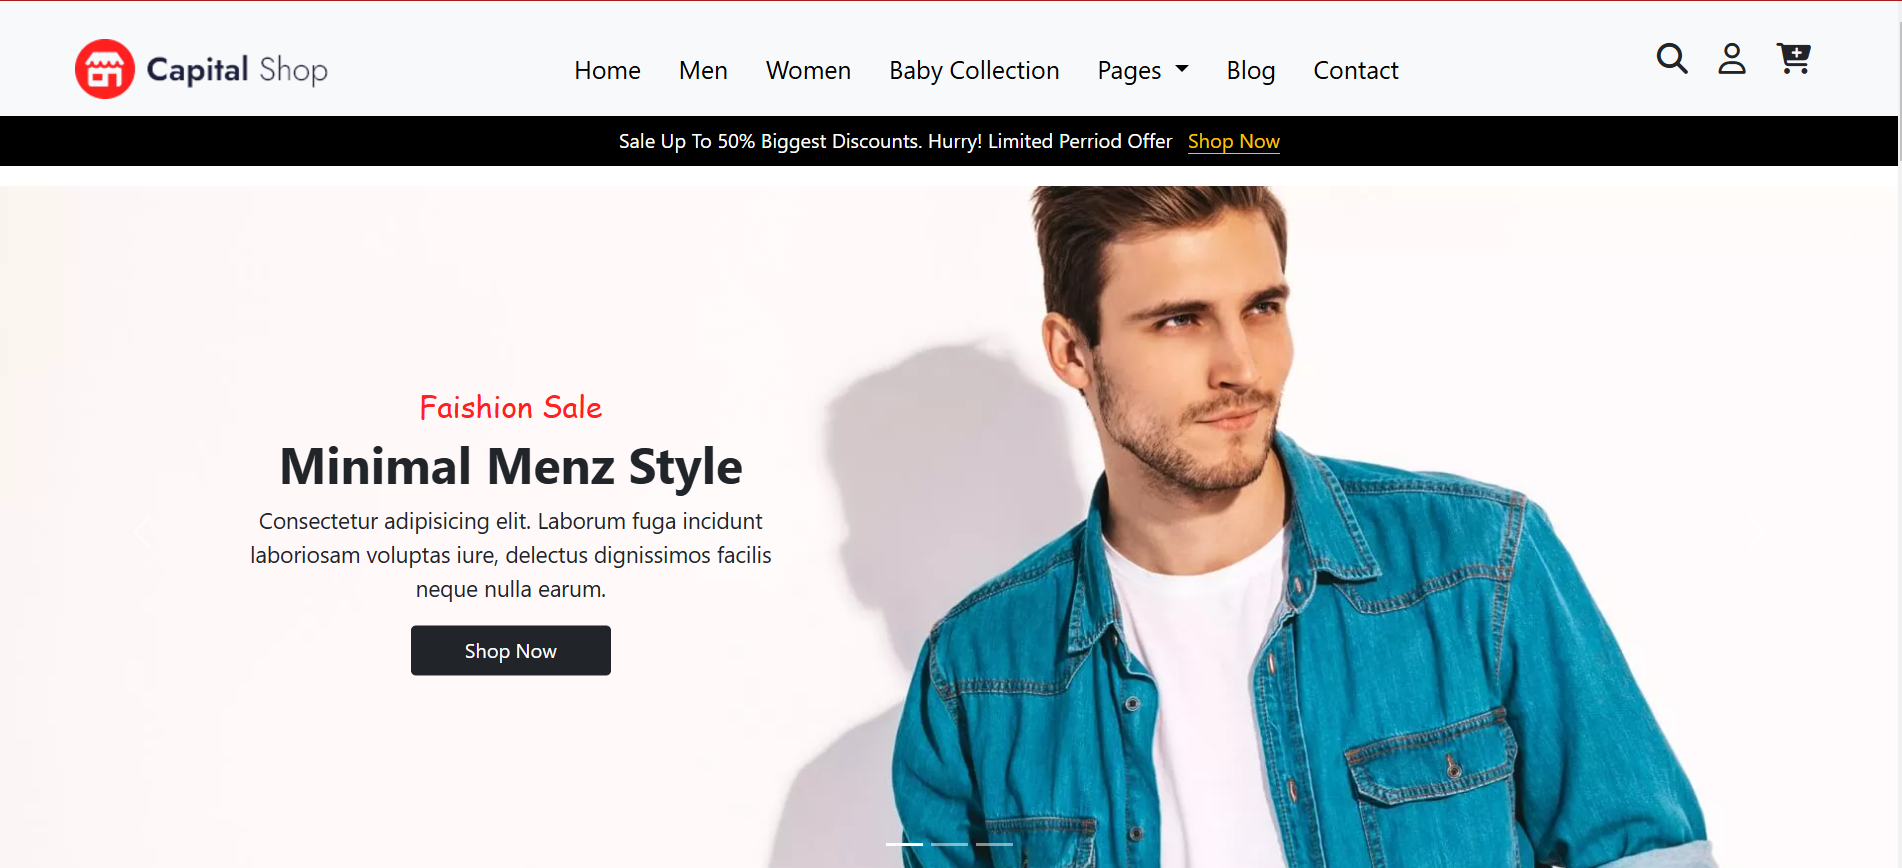 Capital Shop
Home Men Women Baby Collection Pages Blog Contact
Sale Up To 50% Biggest Discounts. Hurry! Limited Perriod Offer Shop Now
Faishion Sale
Minimal Menz Style
Consectetur adipisicing elit. Laborum fuga incidunt
laboriosam voluptas iure, delectus dignissimos facilis
neque nulla earum.
Shop Now